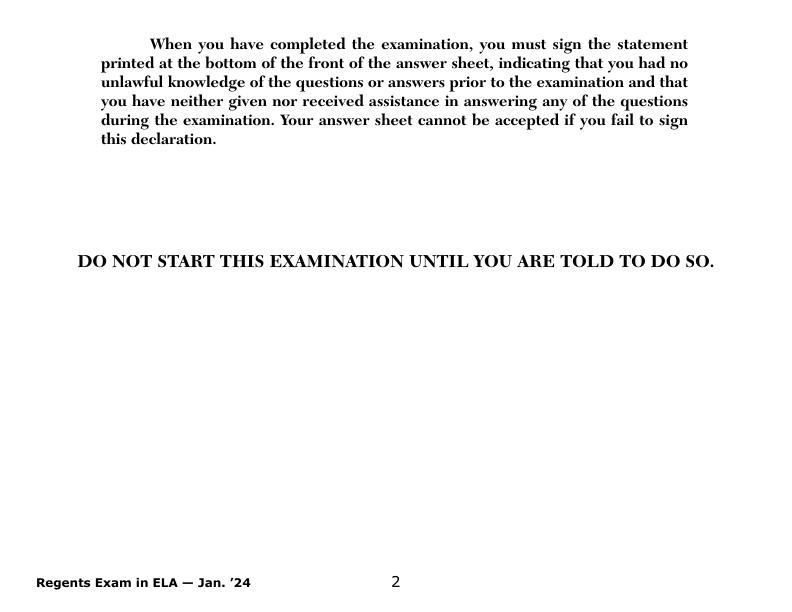 When you have completed the examination, you must sign the statement
printed at the bottom of the front of the answer sheet, indicating that you had no
unlawful knowledge of the questions or answers prior to the examination and that
you have neither given nor received assistance in answering any of the questions
during the examination. Your answer sheet cannot be accepted if you fail to sign
this declaration.
DO NOT START THIS EXAMINATION UNTIL YOU ARE TOLD TO DO SO.
Regents Exam in ELA — Jan. ’24 2